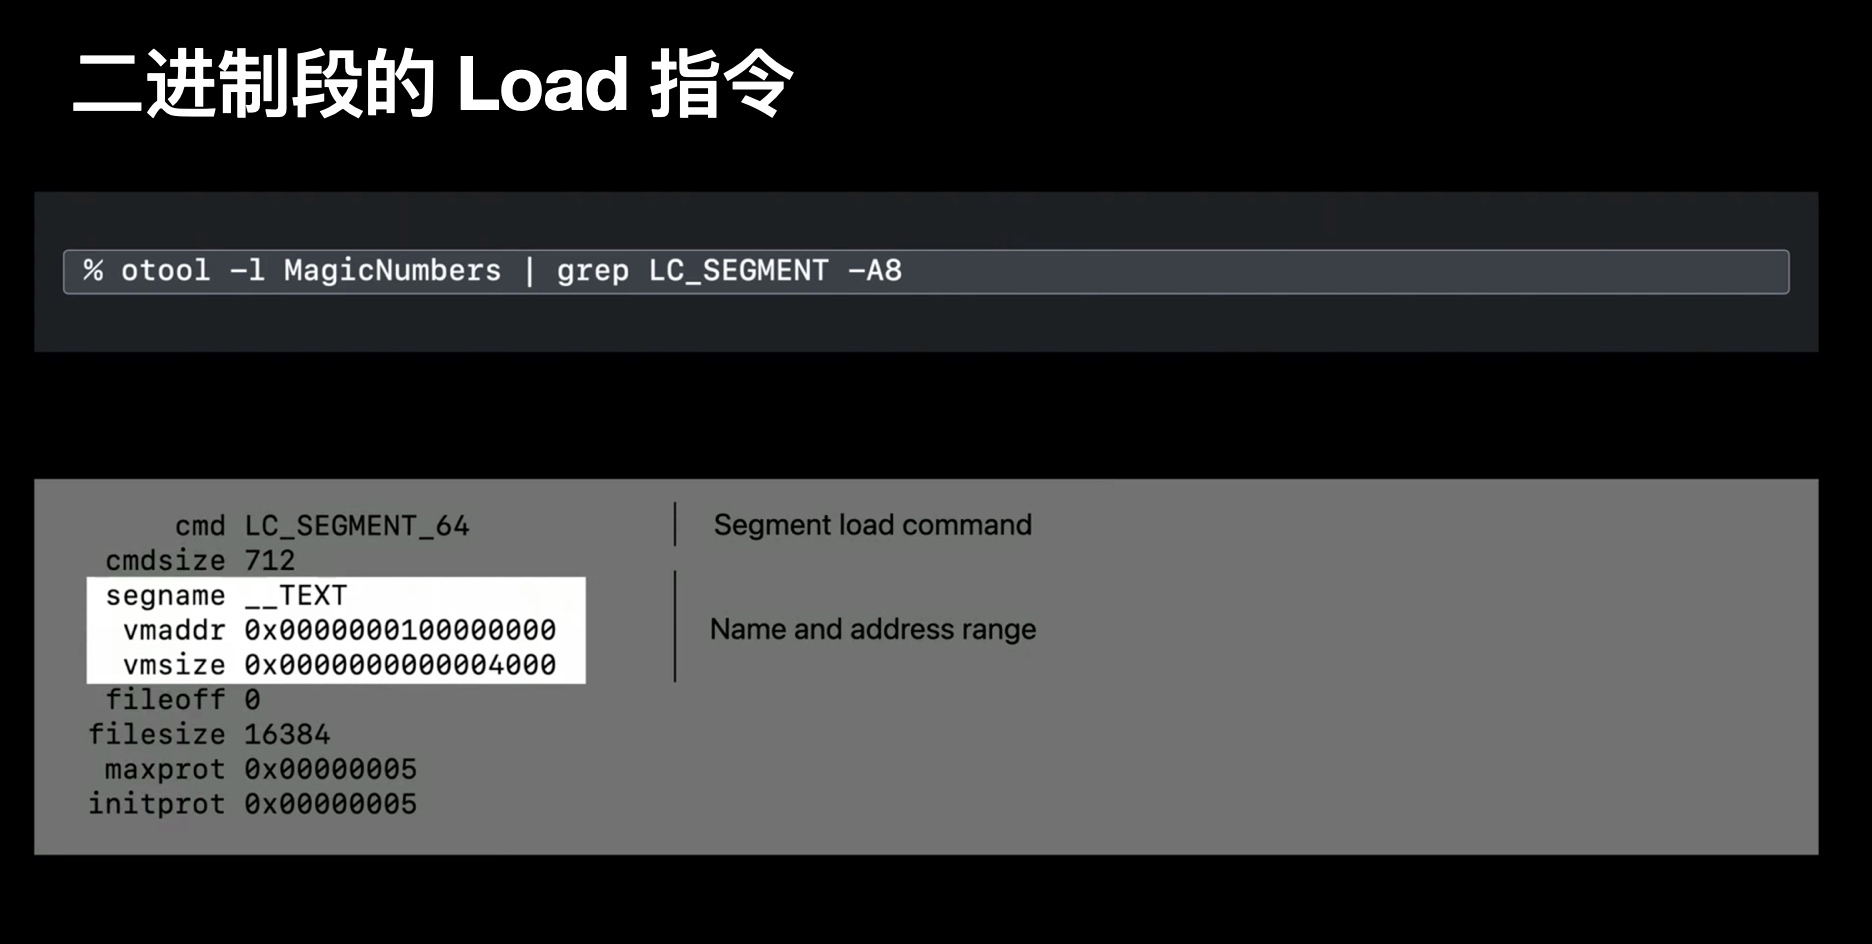 二进制段的 Load 指令
% otool -l MagicNumbers | grep LC_SEGMENT -A8
cmd LC_SEGMENT_64
Segment load command
cmdsize 712
segname __TEXT
vmaddr 0x0000000100000000
Name and address range
vmsize 0x0000000000004000
fileoff 0
filesize 16384
maxprot 0x00000005
initprot 0x00000005